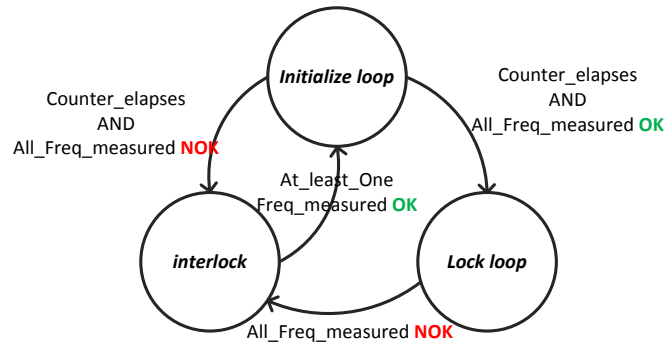 Initialize loop
Counter_elapses
AND
All_Freq_measured NOK
Counter_elapses
AND
All_Freq_measured OK
At_least_One
Freq_measured OK
interlock
Lock loop
All_Freq_measured NOK